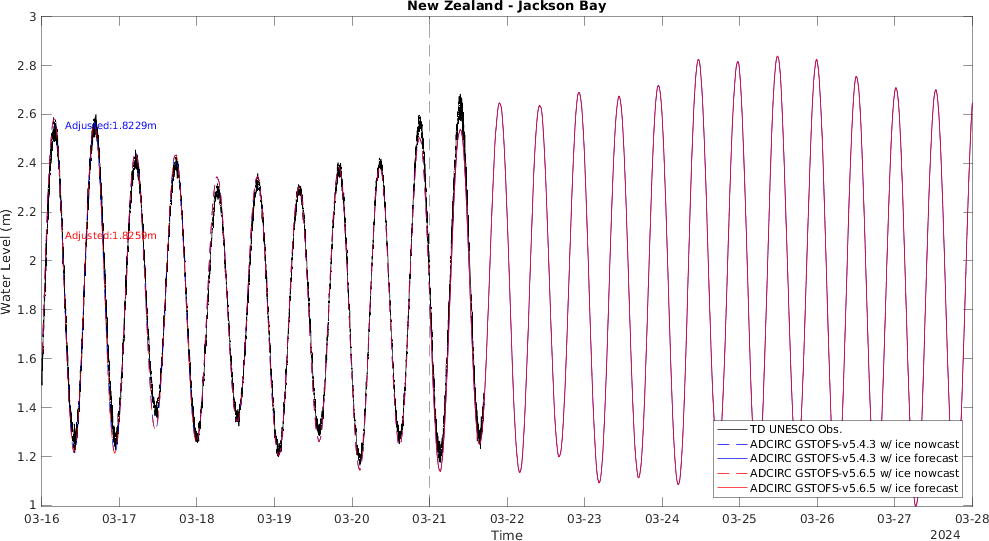 New Zealand - Jackson Bay
Water Level (m)
3
2.8
2.6
2.4
2.2
2
1.8
1.6
1.4
1.2
1
Adjusted:1.8229m
Adjusted:1.8259m
TD UNESCO Obs.
ADCIRC GSTOFS-v5.4.3 w/ ice nowcast
ADCIRC GSTOFS-v5.4.3 w/ ice forecast
ADCIRC GSTOFS-v5.6.5 w/ ice nowcast
ADCIRC GSTOFS-v5.6.5 w/ ice forecast
03-16 03-17 03-18 03-19 03-20 03-21 03-22 03-23 03-24 03-25 03-26 03-27 03-28
Time
2024